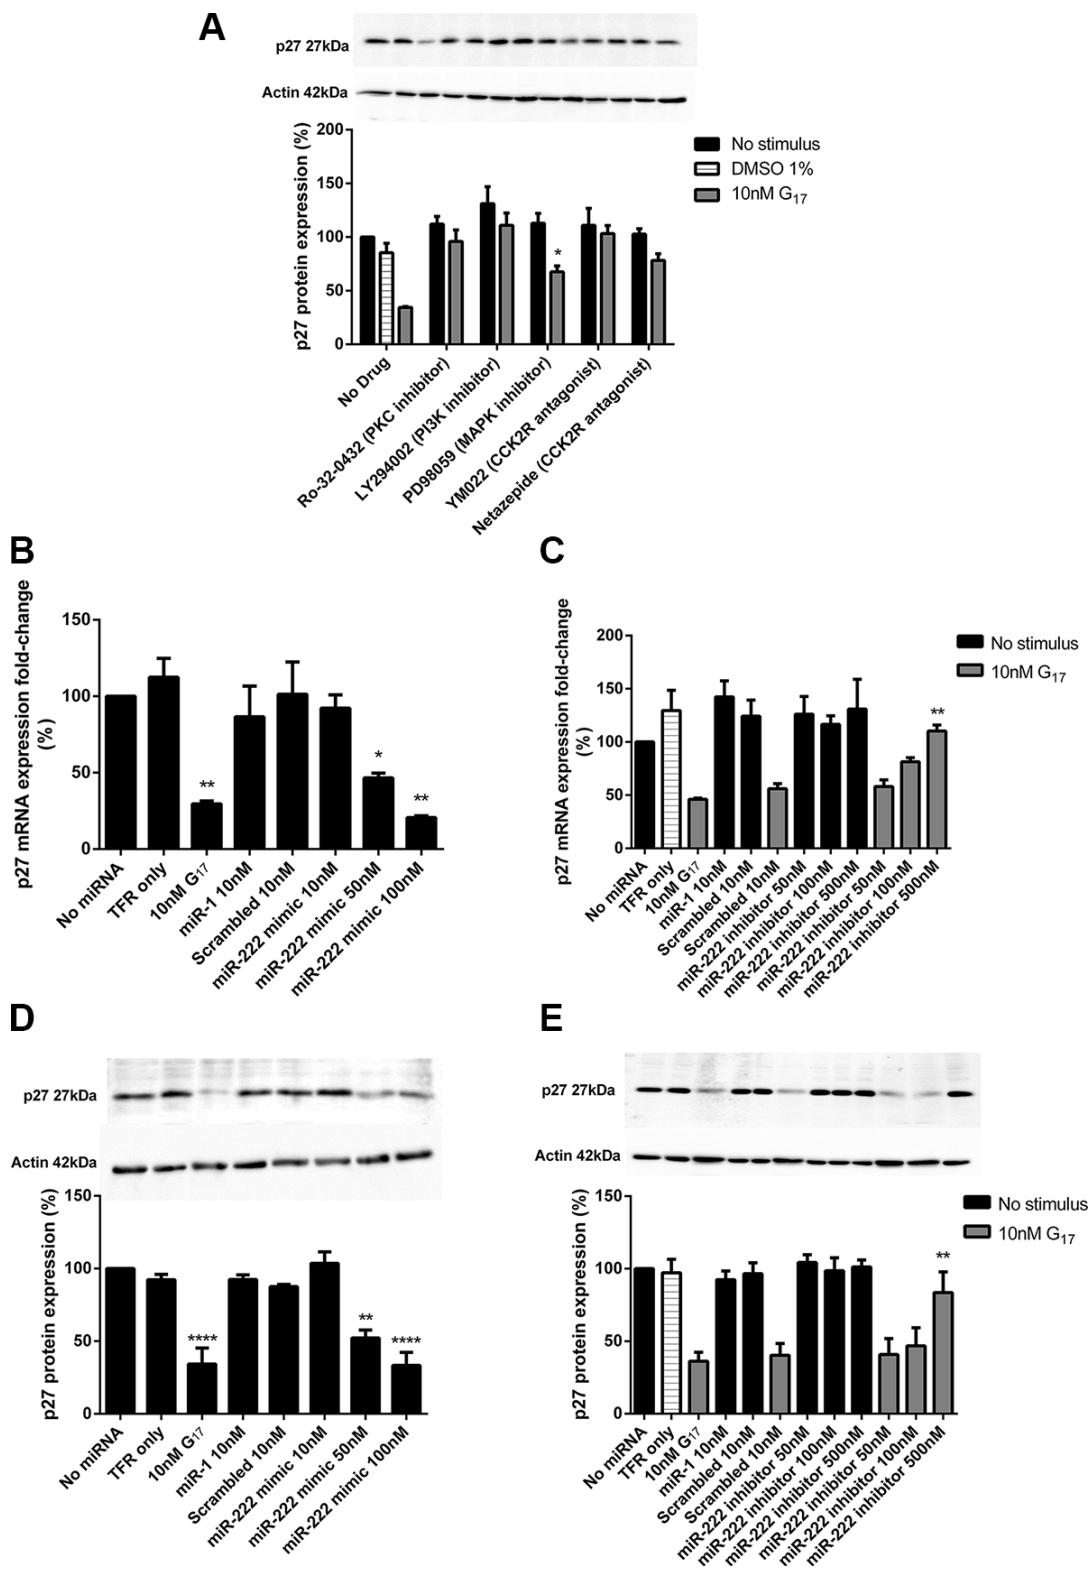 A
p27 27kDa
Actin 42kDa
p27 protein expression (%)
200
150
100
50
0
No stimulus
DMSO 1%
10nM G17
*
No Drug
Ro-32-0432 (PKC inhibitor)
LY294002 (PI3K inhibitor)
PD98059 (MAPK inhibitor)
YM022 (CCK2R antagonist)
Netazepide (CCK2R antagonist)
B
p27 mRNA expression fold-change
(%)
150
100
50
0
**
*
**
No miRNA
TFR only
10nM G17
miR-1 10nM
Scrambled 10nM
miR-222 mimic 10nM
miR-222 mimic 50nM
miR-222 mimic 100nM
C
p27 mRNA expression fold-change
(%)
200
150
100
50
0
No stimulus
10nM G17
**
No miRNA
TFR only
10nM G17
miR-1 10nM
Scrambled 10nM
Scrambled 10nM
miR-222 inhibitor 50nM
miR-222 inhibitor 100nM
miR-222 inhibitor 500nM
miR-222 inhibitor 50nM
miR-222 inhibitor 100nM
miR-222 inhibitor 500nM
D
p27 27kDa
Actin 42kDa
p27 protein expression (%)
150
100
50
0
****
**
****
No miRNA
TFR only
10nM G17
miR-1 10nM
Scrambled 10nM
miR-222 mimic 10nM
miR-222 mimic 50nM
miR-222 mimic 100nM
E
p27 27kDa
Actin 42kDa
p27 protein expression (%)
150
100
50
0
No stimulus
10nM G17
**
No miRNA
TFR only
10nM G17
miR-1 10nM
Scrambled 10nM
Scrambled 10nM
miR-222 inhibitor 50nM
miR-222 inhibitor 100nM
miR-222 inhibitor 500nM
miR-222 inhibitor 50nM
miR-222 inhibitor 100nM
miR-222 inhibitor 500nM